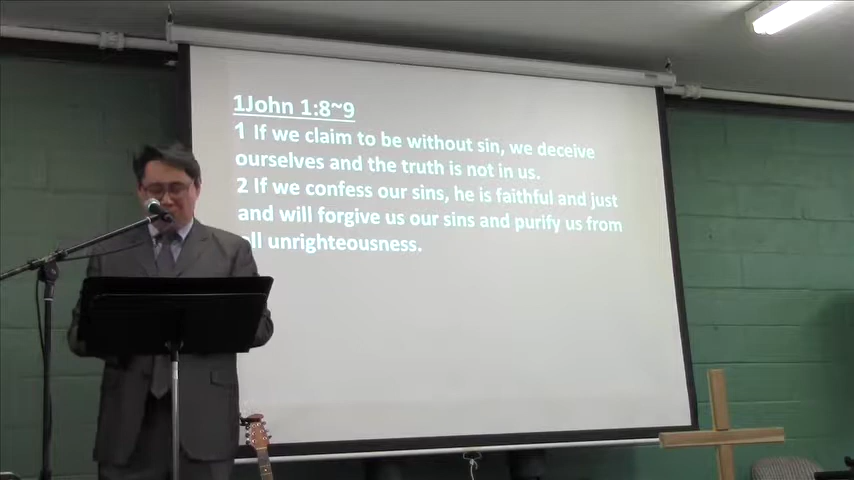 1John 1:8~9
1 If we claim to be without sin, we deceive
ourselves and the truth is not in us.
2 If we confess our sins, he is faithful and just
and will forgive us our sins and purify us from
all unrighteousness.